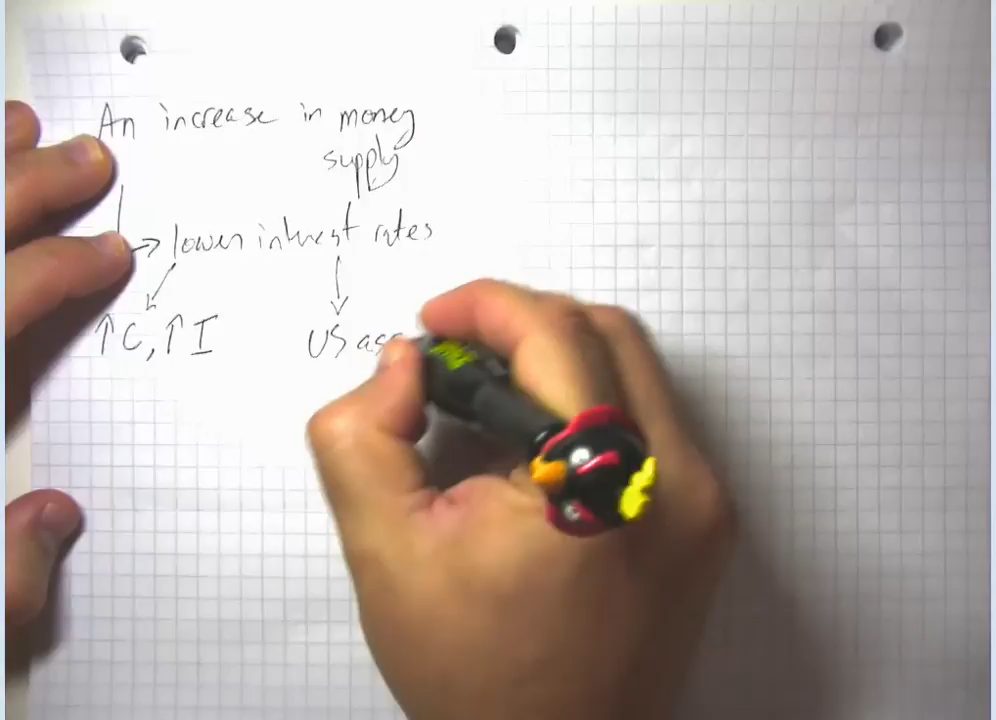 An increase in money
supply
lower interest rates
↑C, ↑I
US ass